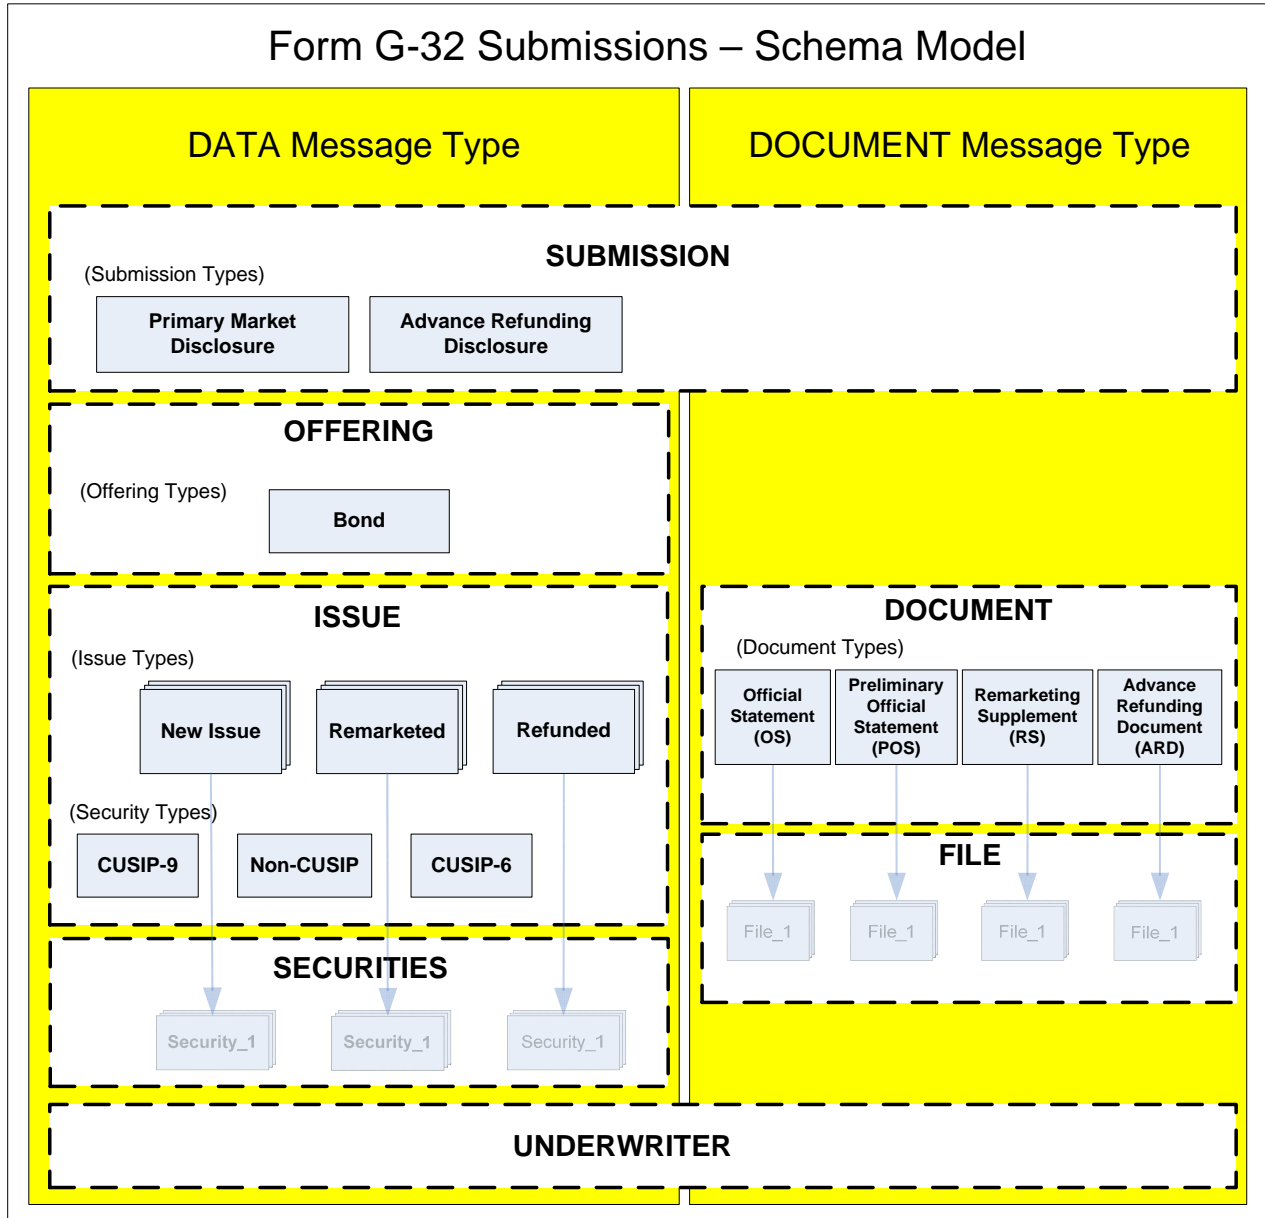 Form G-32 Submissions – Schema Model
DATA Message Type
DOCUMENT Message Type
SUBMISSION
(Submission Types)
Primary Market
Disclosure
Advance Refunding
Disclosure
OFFERING
(Offering Types)
Bond
ISSUE
(Issue Types)
New Issue
Remarketed
Refunded
(Security Types)
CUSIP-9
Non-CUSIP
CUSIP-6
SECURITIES
Security_1
Security_1
Security_1
DOCUMENT
(Document Types)
Official
Statement
(OS)
Preliminary
Official
Statement
(POS)
Remarketing
Supplement
(RS)
Advance
Refunding
Document
(ARD)
FILE
File_1
File_1
File_1
File_1
UNDERWRITER